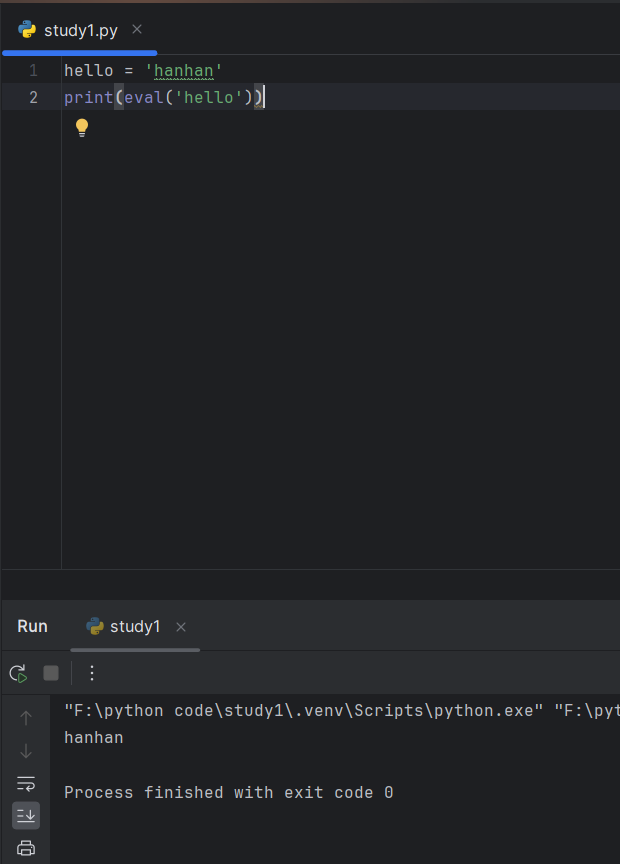 study1.py
1 hello = 'hanhan'
2 print(eval('hello'))
Run study1
"F:\python code\study1\.venv\Scripts\python.exe" "F:\pyt
hanhan
Process finished with exit code 0